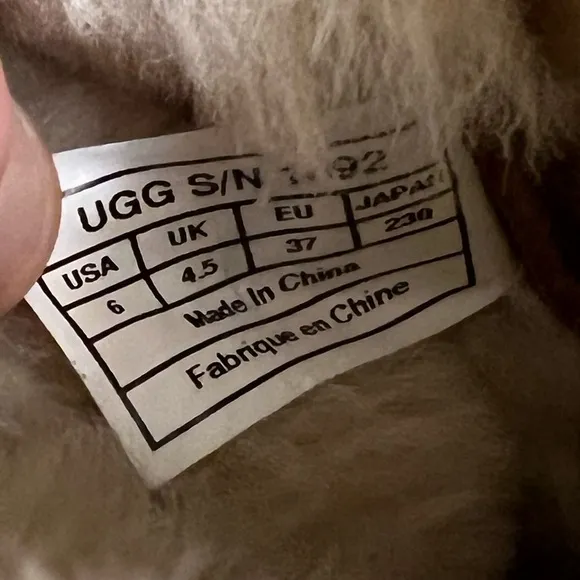 UGG S/N
USA UK EU JAPAN
6 4.5 37 230
Made In China
Fabrique en Chine